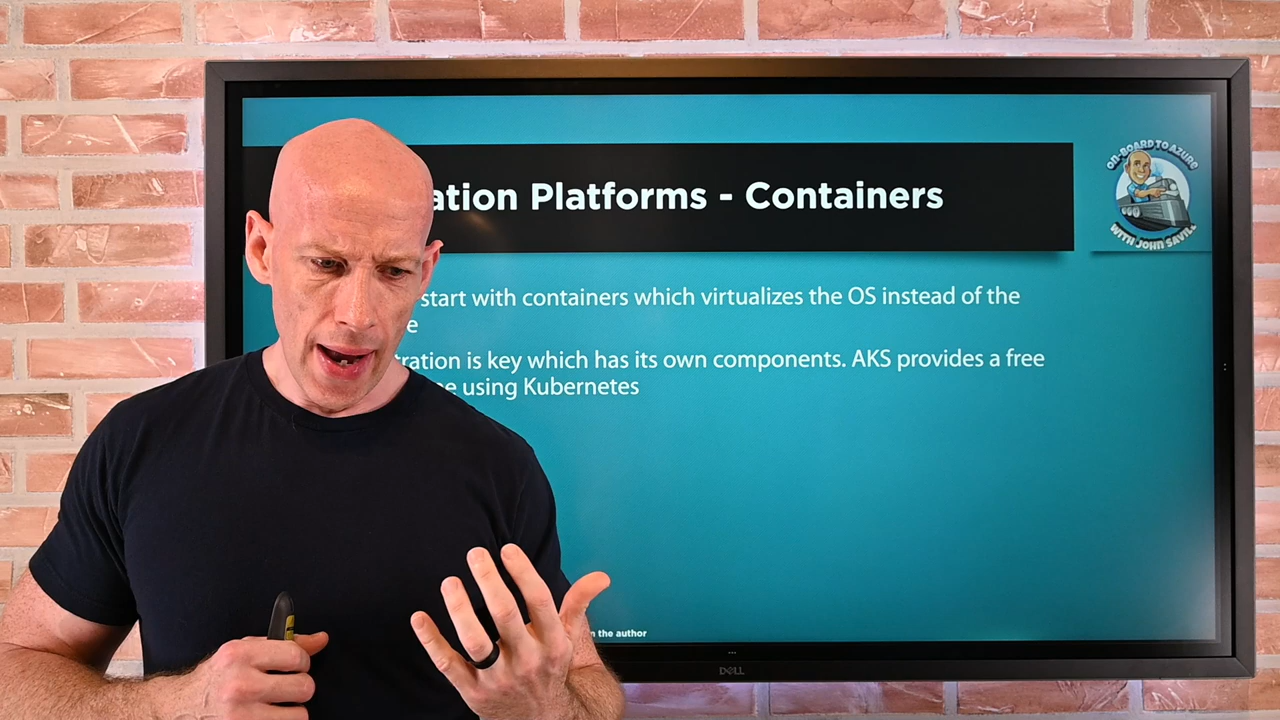 ation Platforms - Containers
ON-BOARD TO AZURE
WITH JOHN SAVILL
start with containers which virtualizes the OS instead of the
e
tration is key which has its own components. AKS provides a free
e using Kubernetes
n the author
DELL